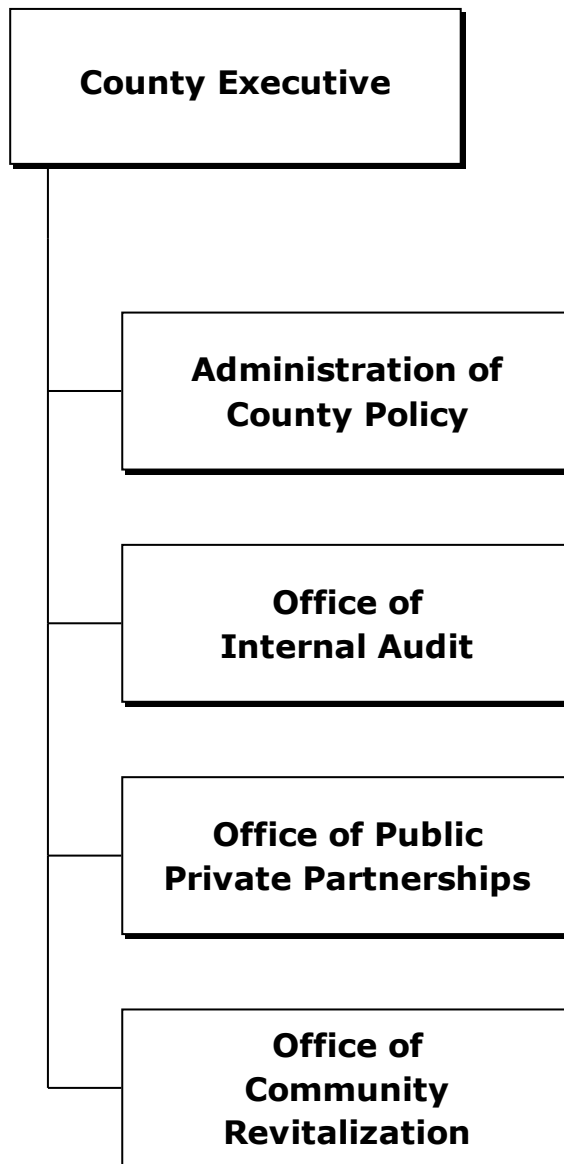 County Executive
Administration of
County Policy
Office of
Internal Audit
Office of Public
Private Partnerships
Office of
Community
Revitalization